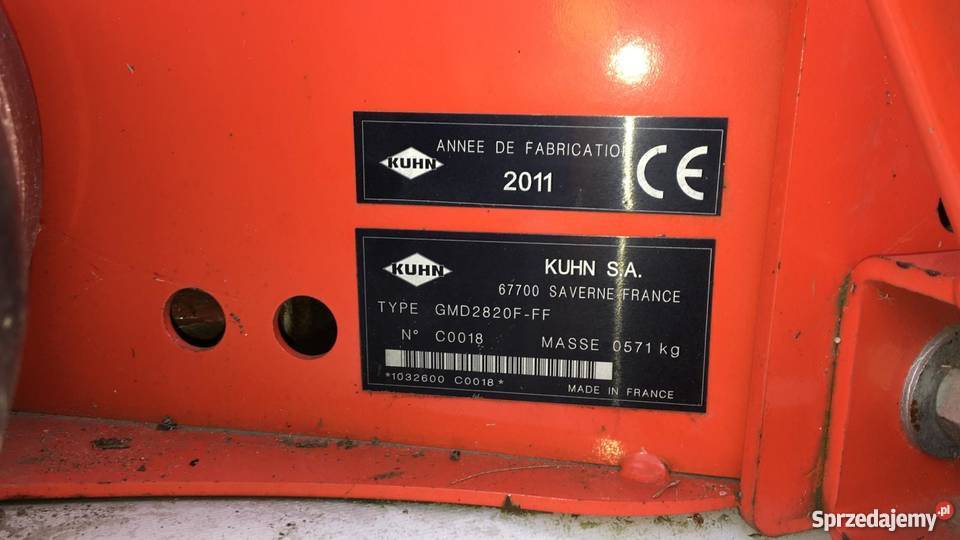 ANNEE DE FABRICATION
KUHN
2011
CE
KUHN
KUHN S.A.
67700 SAVERNE-FRANCE
TYPE GMD2820F-FF
N° C0018 MASSE 0571 kg
*1032600 C0018*
MADE IN FRANCE
Sprzedajemy.pl